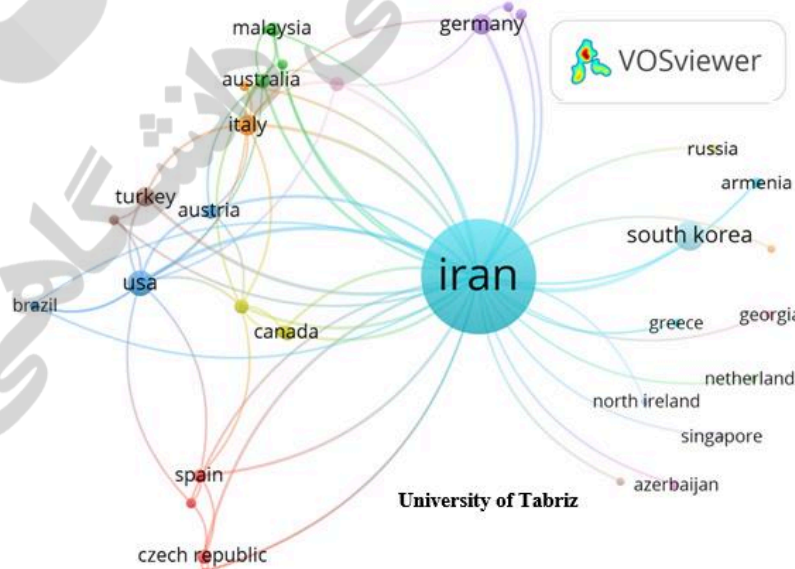 malaysia
germany
VOSviewer
australia
italy
russia
armenia
turkey
austria
south korea
iran
usa
brazil
canada
greece
georgia
netherland
north ireland
singapore
spain
azerbaijan
University of Tabriz
czech republic